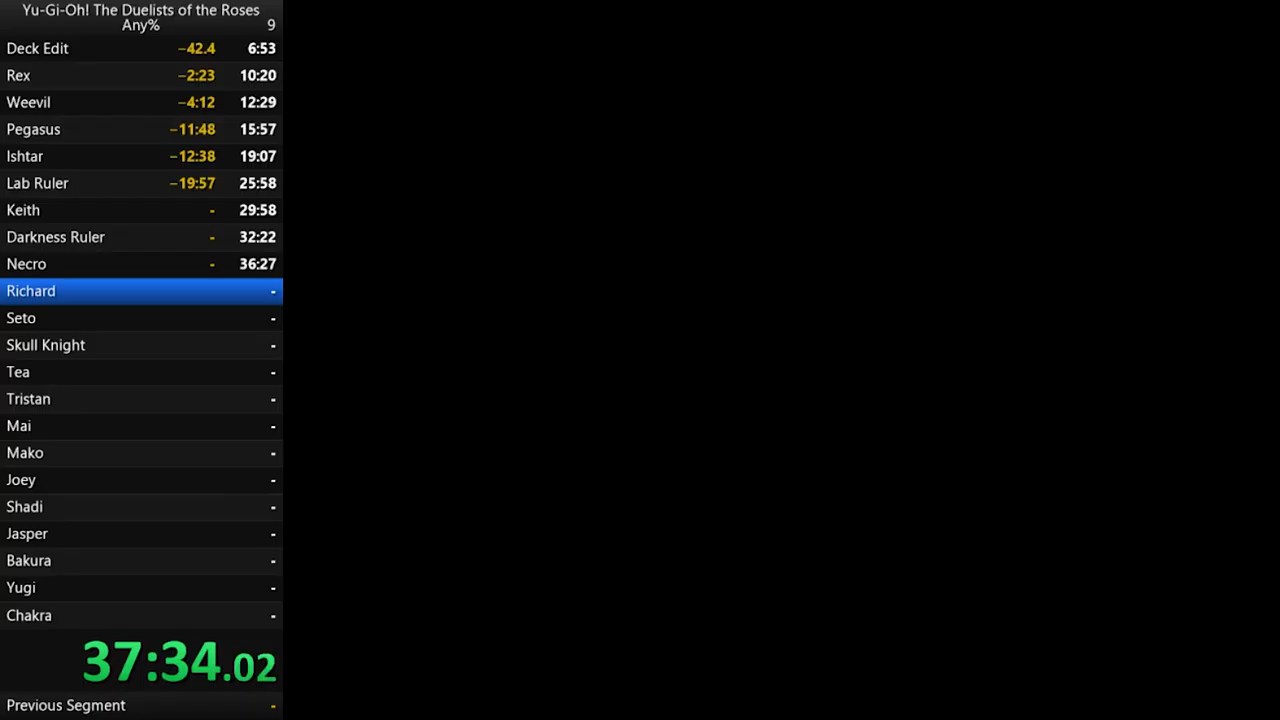 Yu-Gi-Oh! The Duelists of the Roses
Any% 9
Deck Edit −42.4 6:53
Rex −2:23 10:20
Weevil −4:12 12:29
Pegasus −11:48 15:57
Ishtar −12:38 19:07
Lab Ruler −19:57 25:58
Keith - 29:58
Darkness Ruler - 32:22
Necro - 36:27
Richard -
Seto -
Skull Knight -
Tea -
Tristan -
Mai -
Mako -
Joey -
Shadi -
Jasper -
Bakura -
Yugi -
Chakra -
37:34.02
Previous Segment -